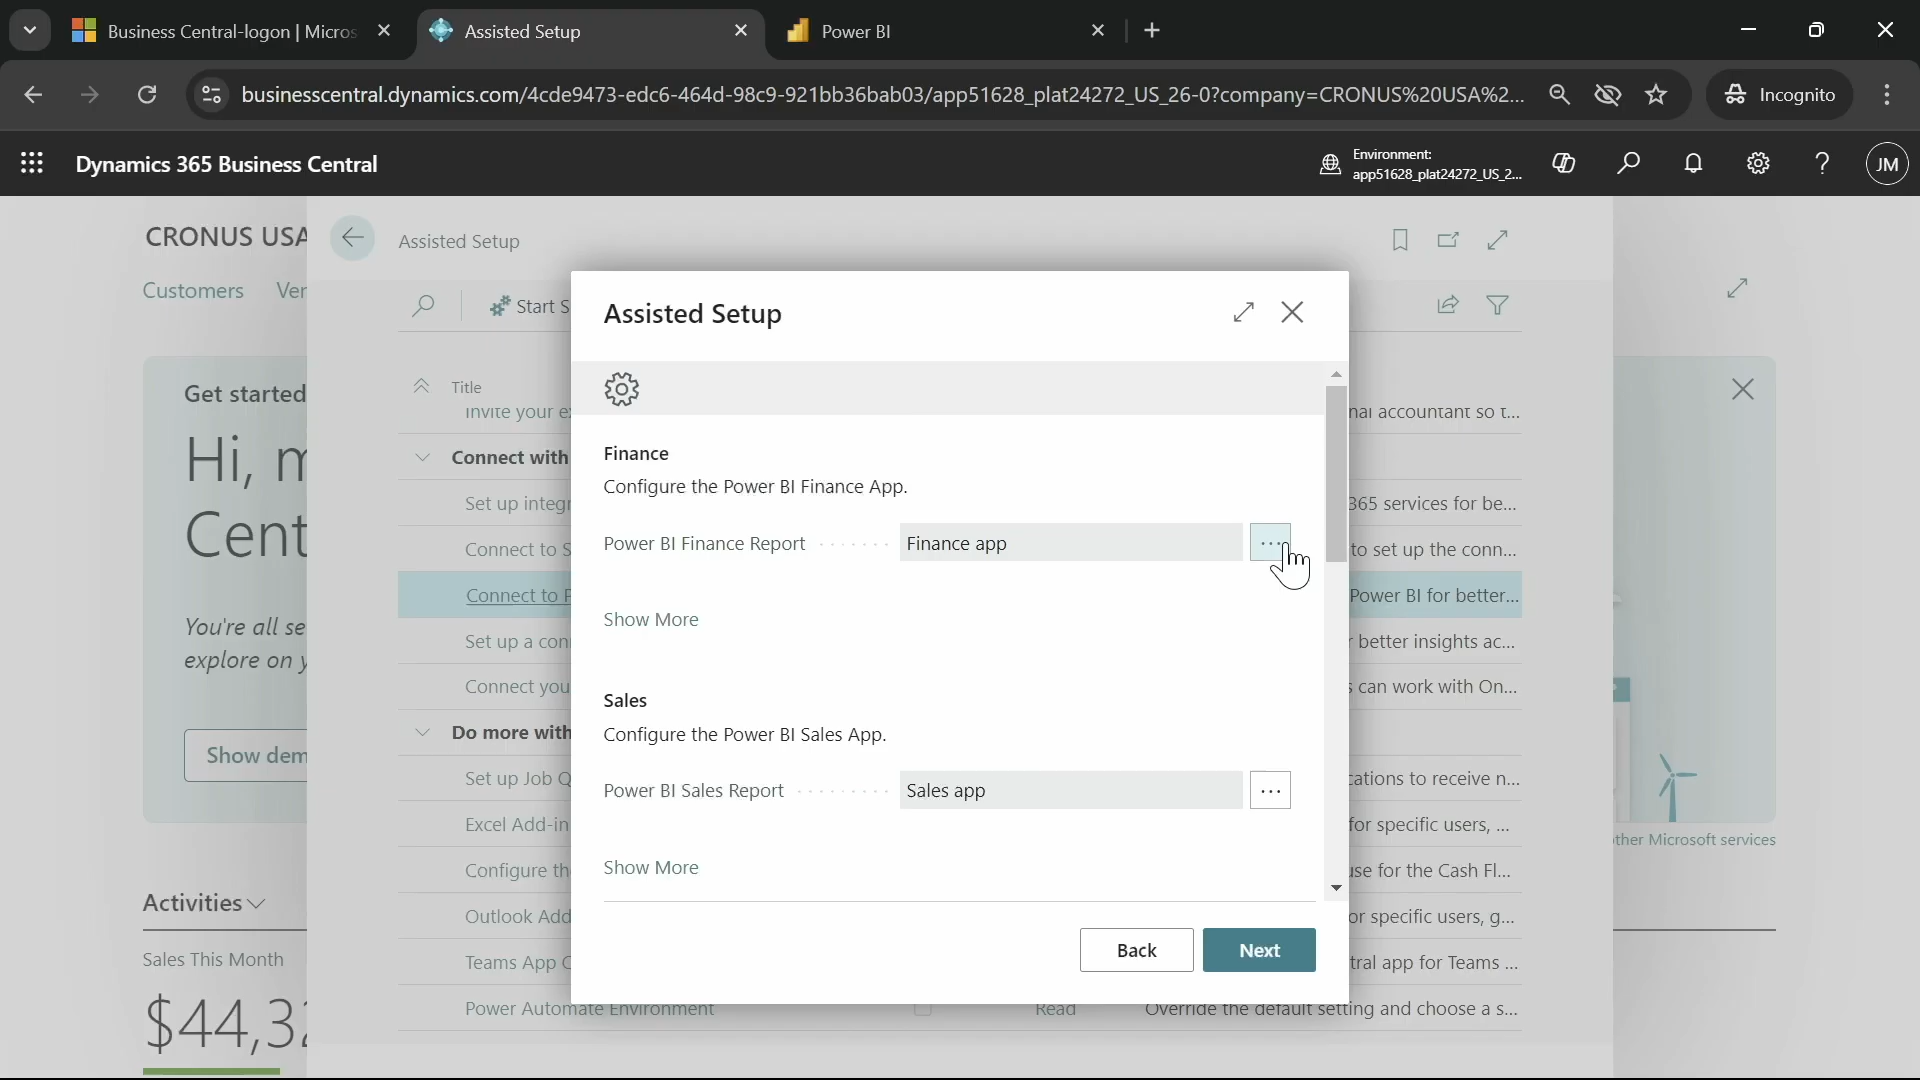 Business Central-logon | Micros
Assisted Setup
Power BI
businesscentral.dynamics.com/4cde9473-edc6-464d-98c9-921bb36bab03/app51628_plat24272_US_26-0?company=CRONUS%20USA%2...
Incognito
Dynamics 365 Business Central
Environment:
app51628_plat24272_US_2...
JM
CRONUS USA
Assisted Setup
Customers Ver
Start S
Assisted Setup
Title
Get started
Invite your e
nal accountant so t...
Hi, m
Connect with
Finance
Set up integr
Configure the Power BI Finance App.
365 services for be...
Cent
Connect to S
Power BI Finance Report
Finance app
...
to set up the conn...
Connect to P
Power BI for better...
You're all se
Set up a con
Show More
r better insights ac...
explore on y
Connect you
Sales
s can work with On...
Do more with
Configure the Power BI Sales App.
Show dem
Set up Job Q
Power BI Sales Report
Sales app
...
cations to receive n...
Excel Add-in
for specific users, ...
ther Microsoft services
Configure th
Show More
use for the Cash Fl...
Activities
Outlook Add
or specific users, g...
Sales This Month
Teams App C
Back
Next
tral app for Teams ...
Power Automate Environment
Read
Override the default setting and choose a s...
$44,32